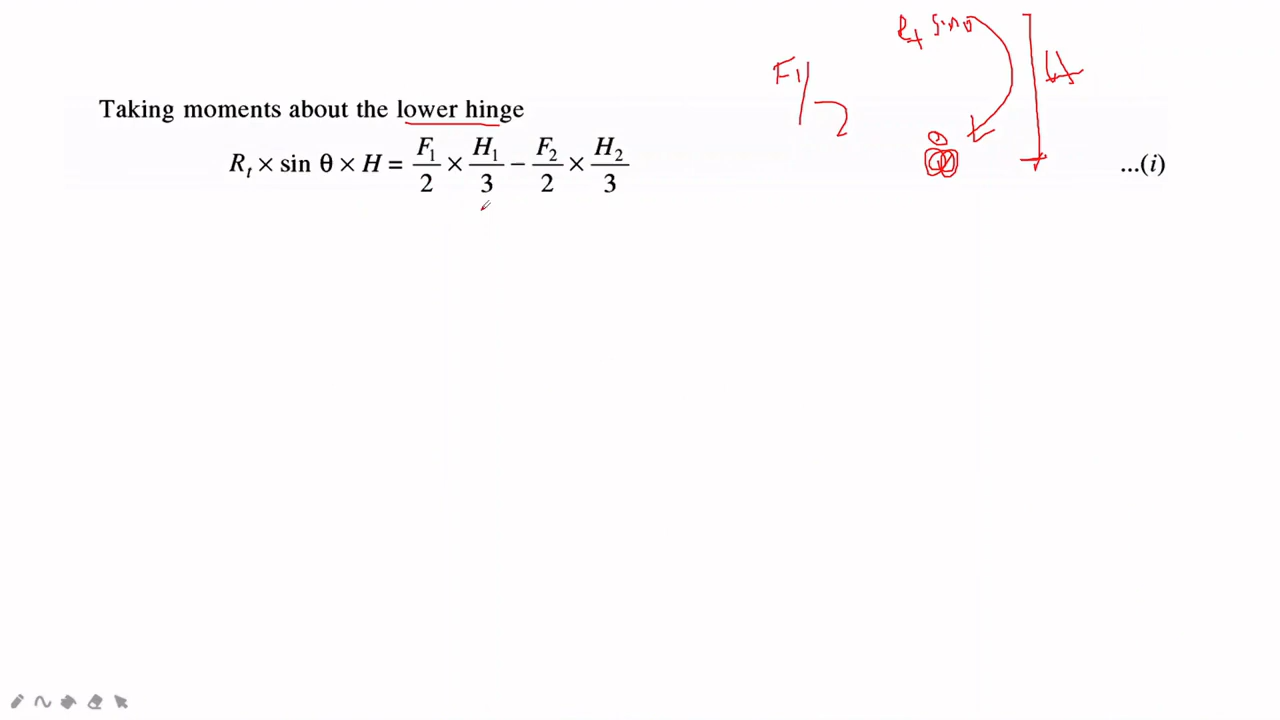 R_t sin θ
H
F1/2
Taking moments about the lower hinge
R_t × sin θ × H = F_1/2 × H_1/3 − F_2/2 × H_2/3 ...(i)